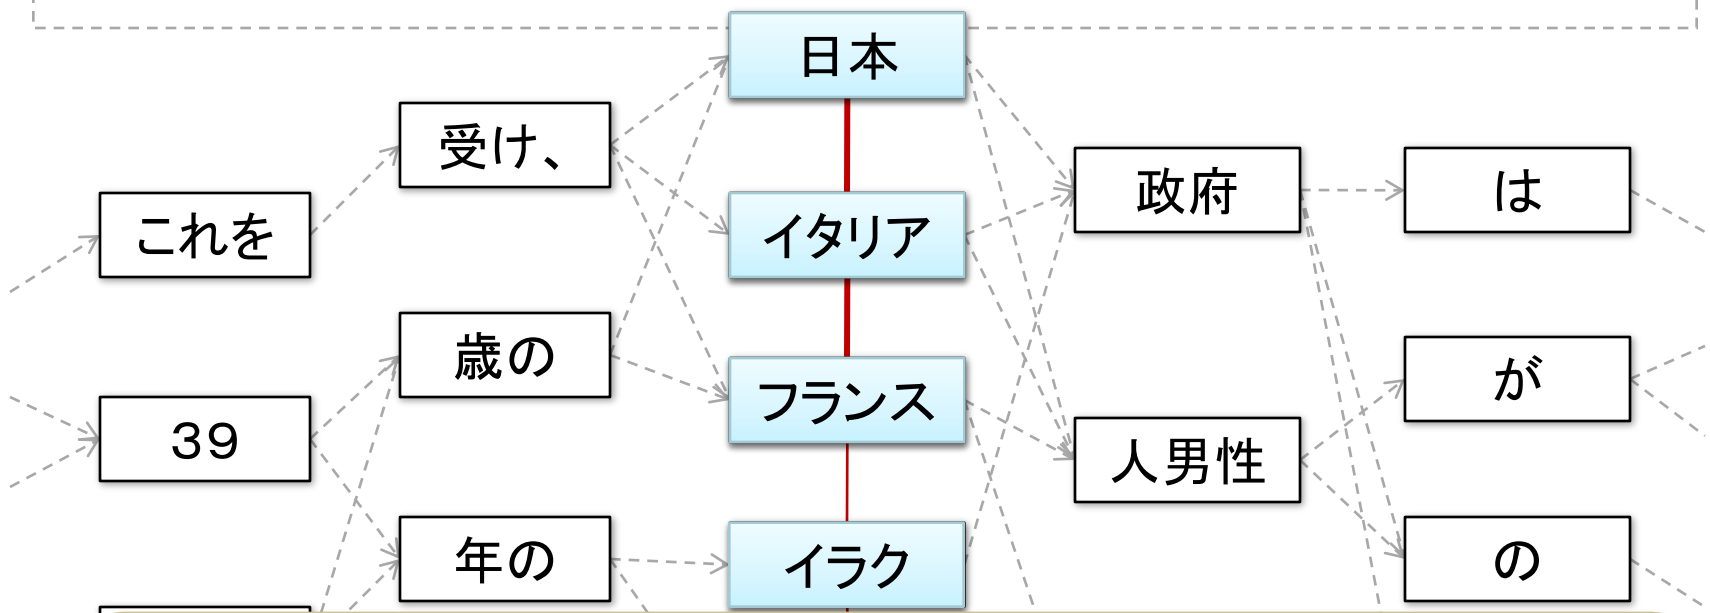 日本
受け、
政府
は
これを
イタリア
歳の
フランス
が
３９
人男性
年の
イラク
の